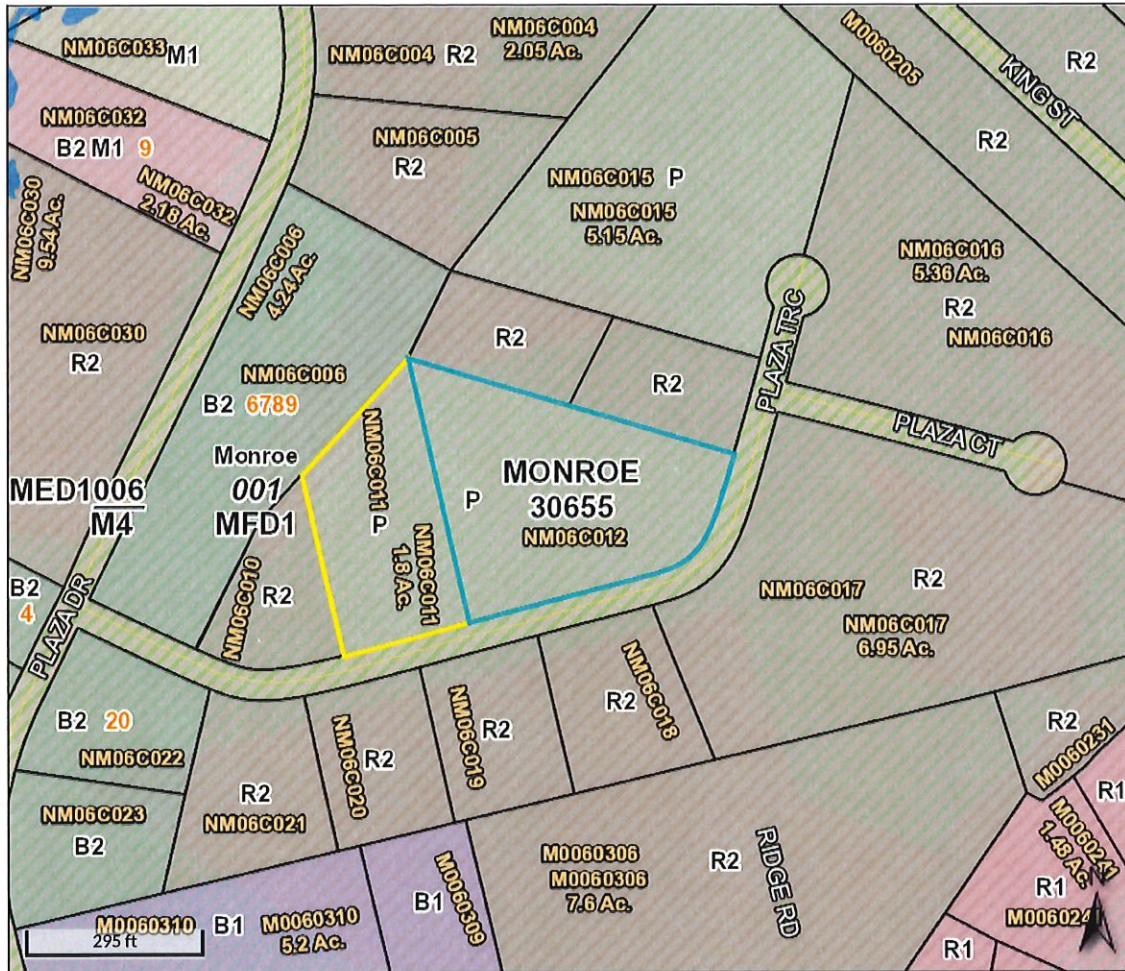 NM06C033 M1
NM06C004 R2
NM06C004
2.05 Ac.
M0060205
KING ST
R2
NM06C032
B2 M1 9
NM06C032
2.18 Ac.
NM06C005
R2
R2
NM06C030
9.54 Ac.
NM06C015 P
NM06C015
5.15 Ac.
NM06C006
4.24 Ac.
NM06C016
5.36 Ac.
R2
NM06C016
NM06C030
R2
R2
PLAZA TRC
NM06C006
B2 6789
R2
PLAZA CT
NM06C011
Monroe
001
MFD1
MED1006
M4
P
P
MONROE
30655
NM06C012
NM06C011
1.8 Ac.
NM06C010
R2
NM06C017
R2
NM06C017
6.95 Ac.
B2
4
PLAZA DR
NM06C018
R2
B2 20
NM06C022
NM06C020
R2
NM06C019
R2
R2
M0060231
R2
NM06C021
R1
M0060241
1.48 Ac.
NM06C023
B2
M0060306
M0060306
7.6 Ac.
R2
RIDGE RD
R1
N
M0060310 B1
M0060310
5.2 Ac.
B1
M0060309
R1
295 ft